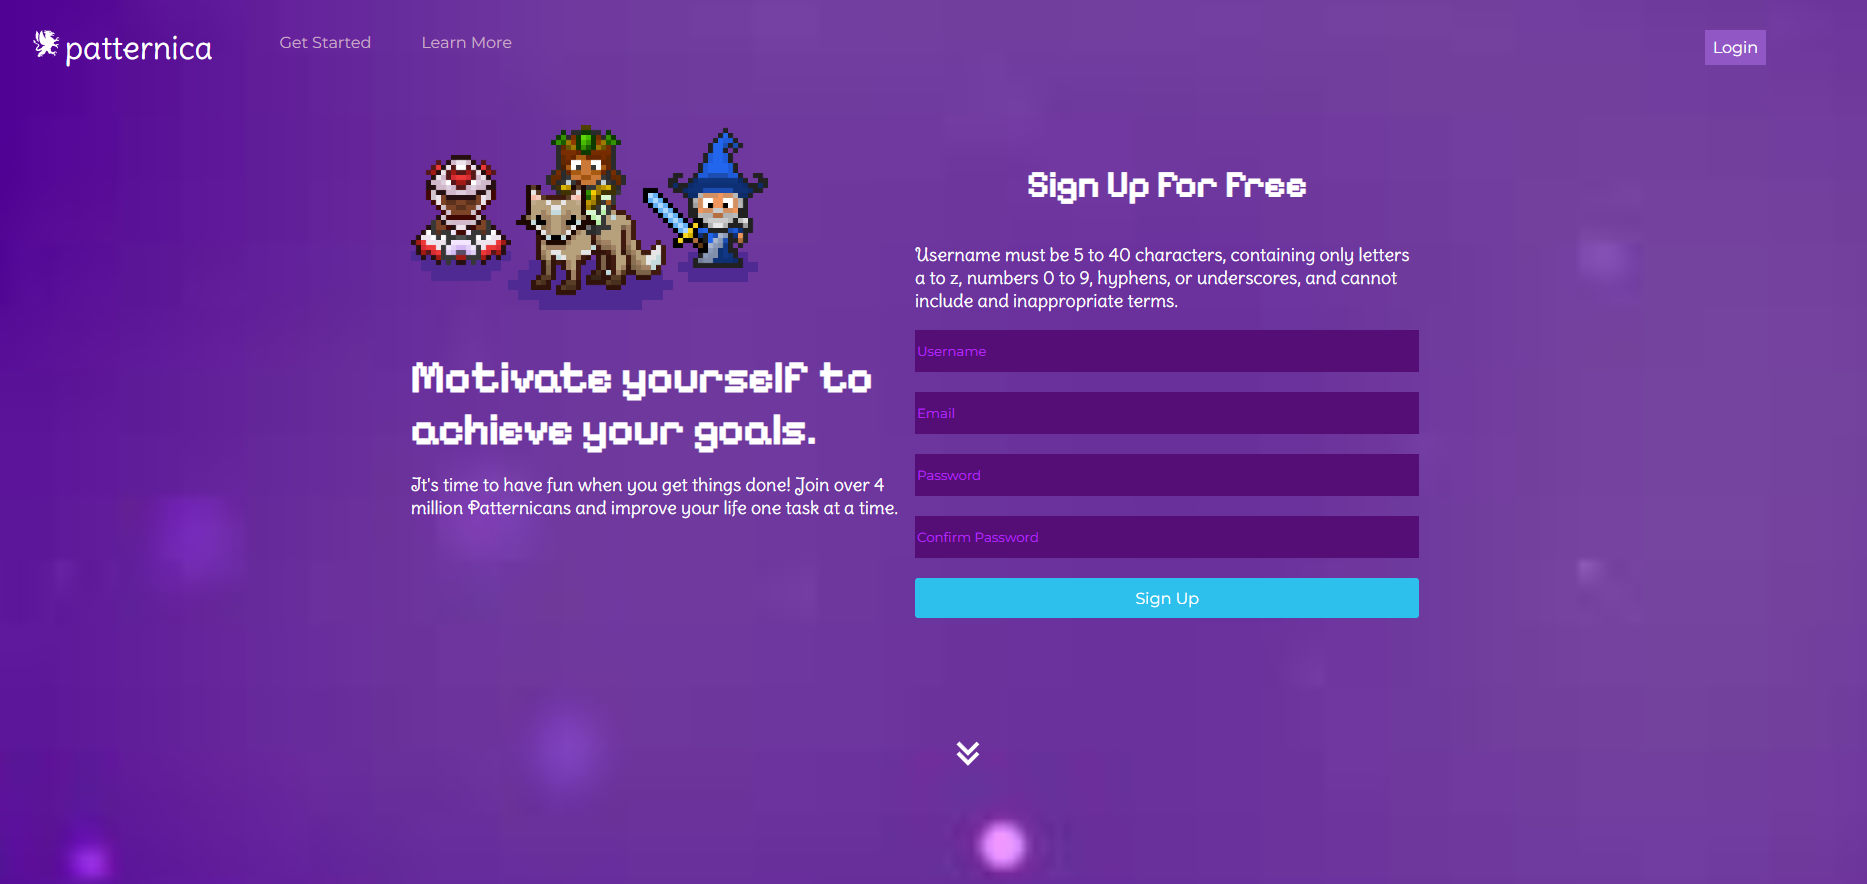 patternica
Get Started
Learn More
Login
Motivate yourself to
achieve your goals.
It's time to have fun when you get things done! Join over 4
million Patternicans and improve your life one task at a time.
Sign Up For Free
Username must be 5 to 40 characters, containing only letters
a to z, numbers 0 to 9, hyphens, or underscores, and cannot
include and inappropriate terms.
Username
Email
Password
Confirm Password
Sign Up